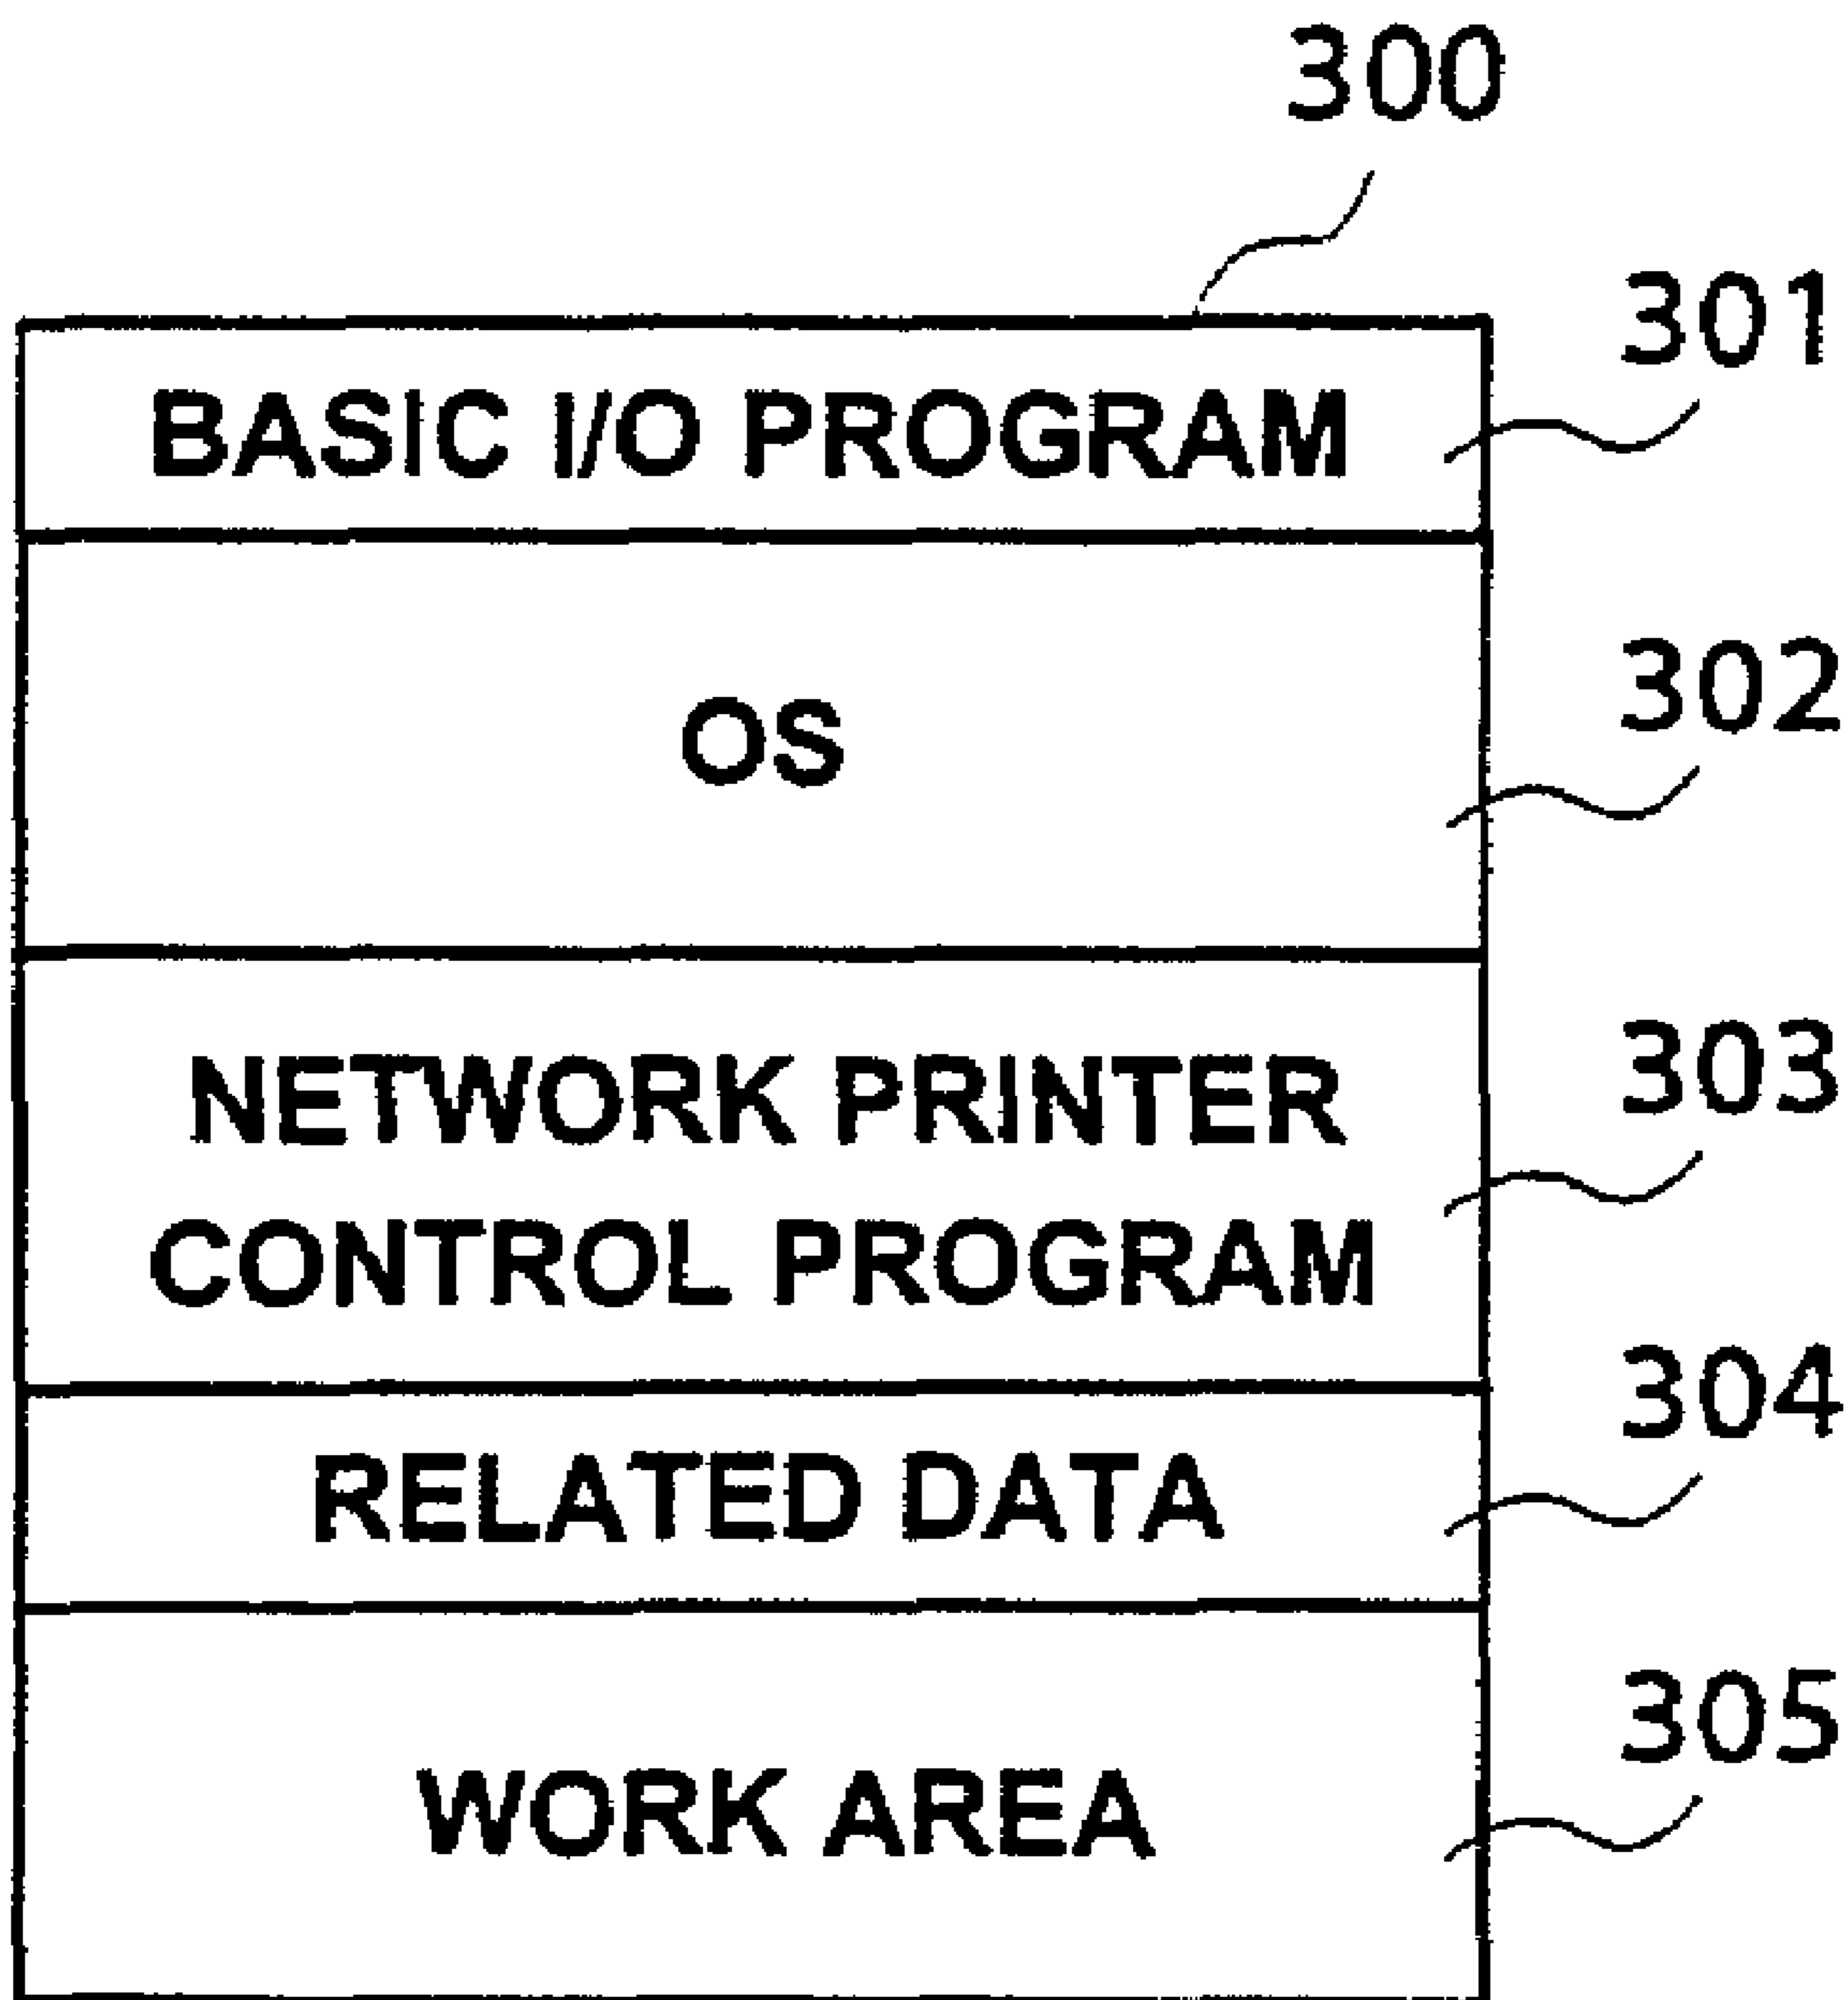 300
301
BASIC I/O PROGRAM
302
OS
303
NETWORK PRINTER
CONTROL PROGRAM
304
RELATED DATA
305
WORK AREA